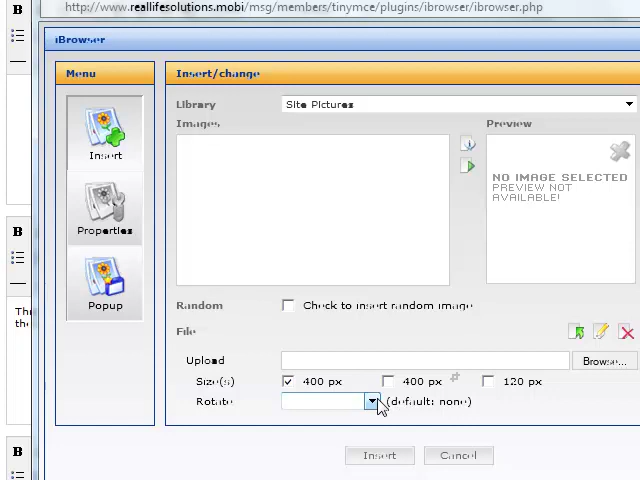 http://www.reallifesolutions.mobi/msg/members/tinymce/plugins/ibrowser/ibrowser.php
B
iBrowser
Menu
Insert/change
Library
Site Pictures
Images
Preview
Insert
NO IMAGE SELECTED
PREVIEW NOT
AVAILABLE!
Properties
B
Popup
Random
Check to insert random image
the
File
Upload
Browse...
Size(s)
400 px
400 px
120 px
Rotate
(default: none)
B
Insert
Cancel